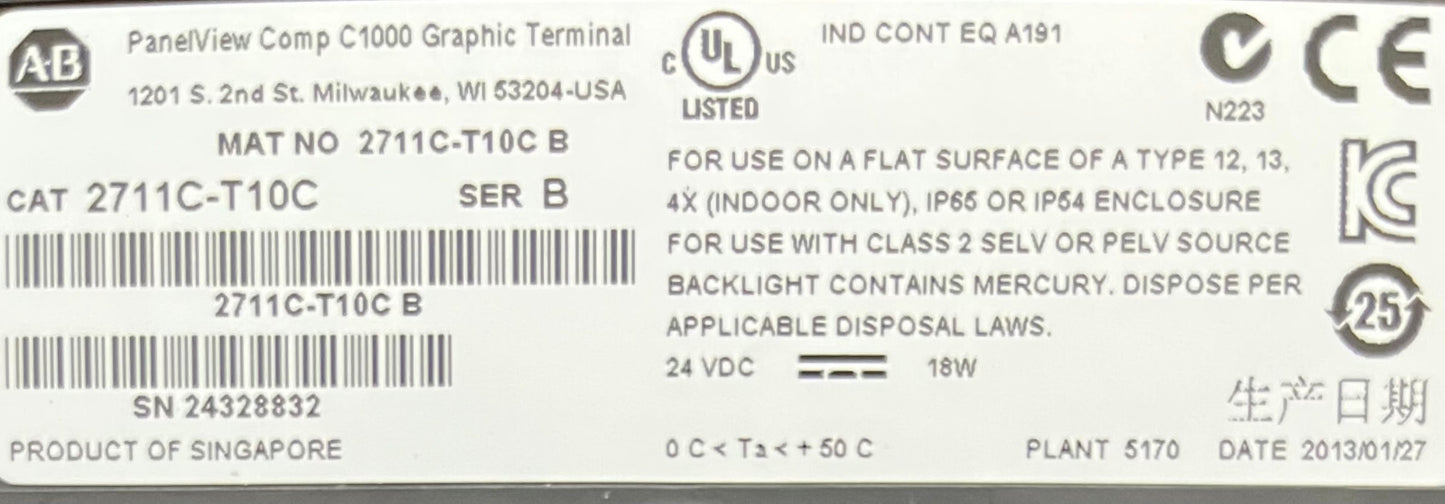 AB
PanelView Comp C1000 Graphic Terminal
1201 S. 2nd St. Milwaukee, WI 53204-USA
MAT NO 2711C-T10C B
CAT 2711C-T10C SER B
2711C-T10C B
SN 24328832
PRODUCT OF SINGAPORE
C UL US
LISTED
IND CONT EQ A191
N223
CE
FOR USE ON A FLAT SURFACE OF A TYPE 12, 13,
4X (INDOOR ONLY), IP65 OR IP54 ENCLOSURE
FOR USE WITH CLASS 2 SELV OR PELV SOURCE
BACKLIGHT CONTAINS MERCURY. DISPOSE PER
APPLICABLE DISPOSAL LAWS.
24 VDC 18W
KC
25
生产日期
0 C < Ta < + 50 C PLANT 5170 DATE 2013/01/27